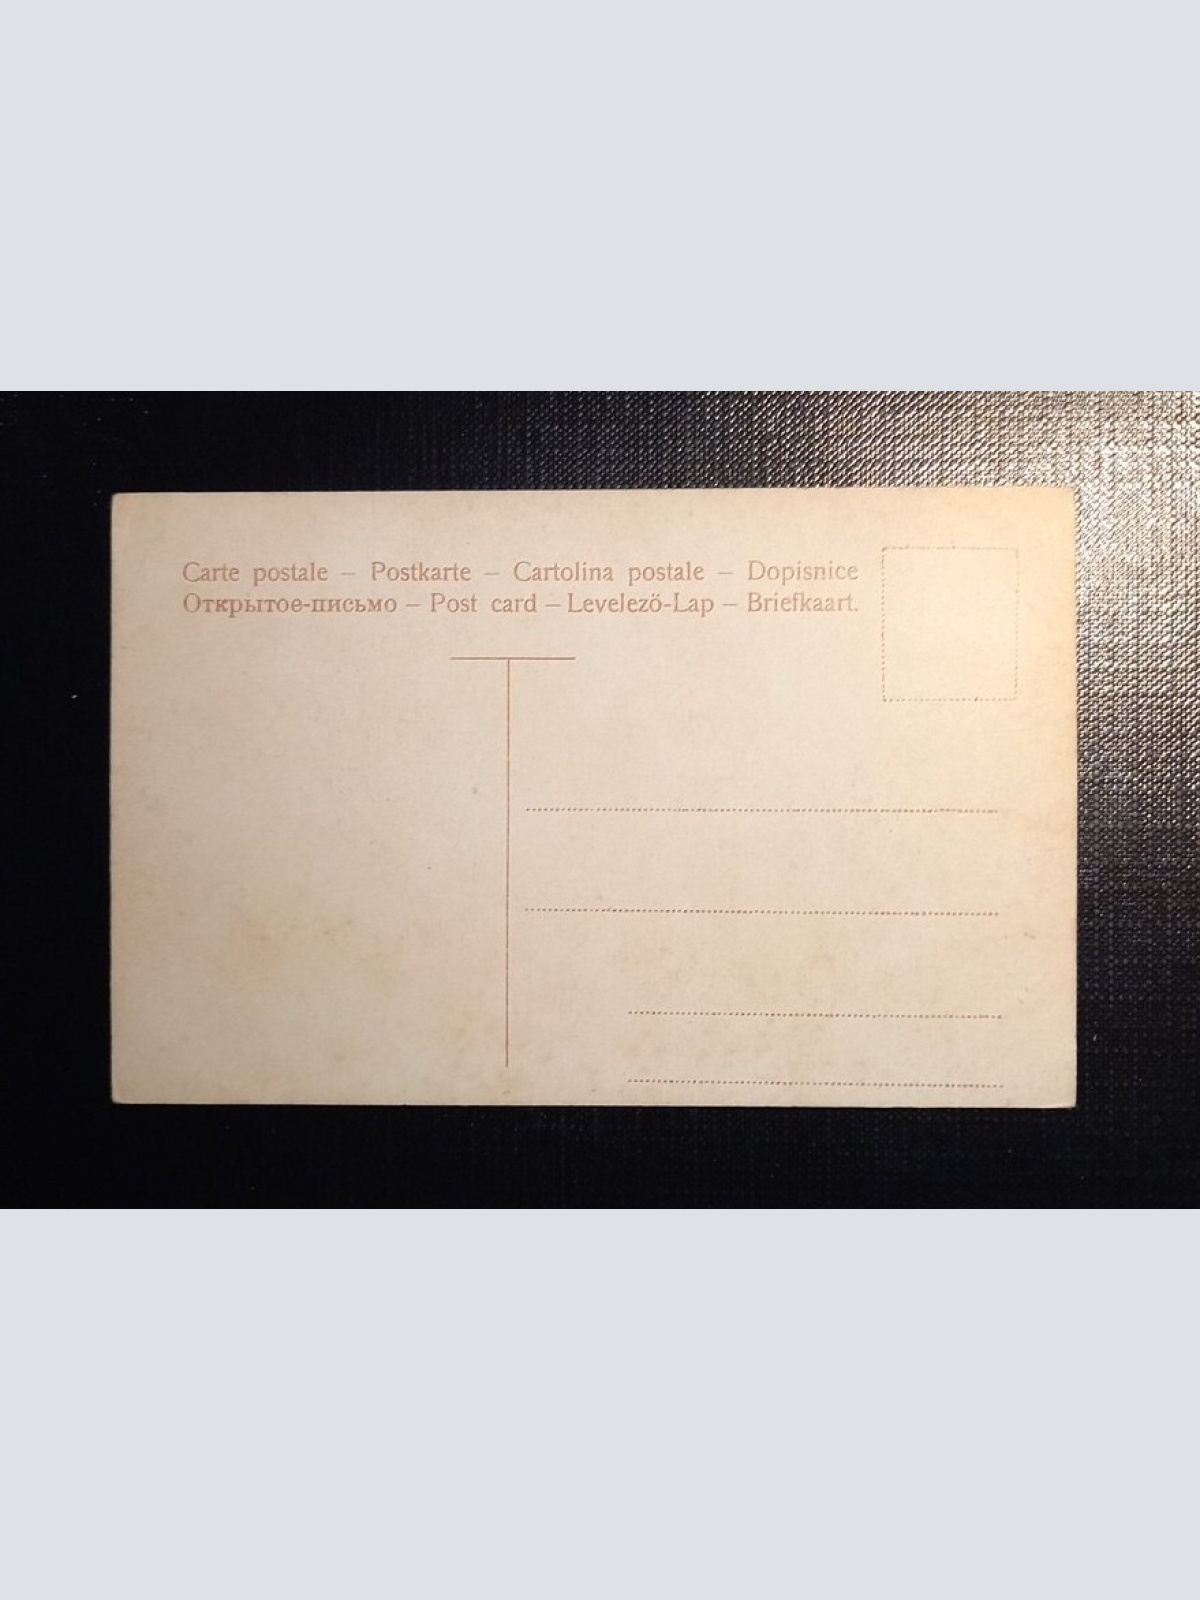 Carte postale – Postkarte – Cartolina postale – Dopisnice
Открытое-письмо – Post card – Levelező-Lap – Briefkaart.